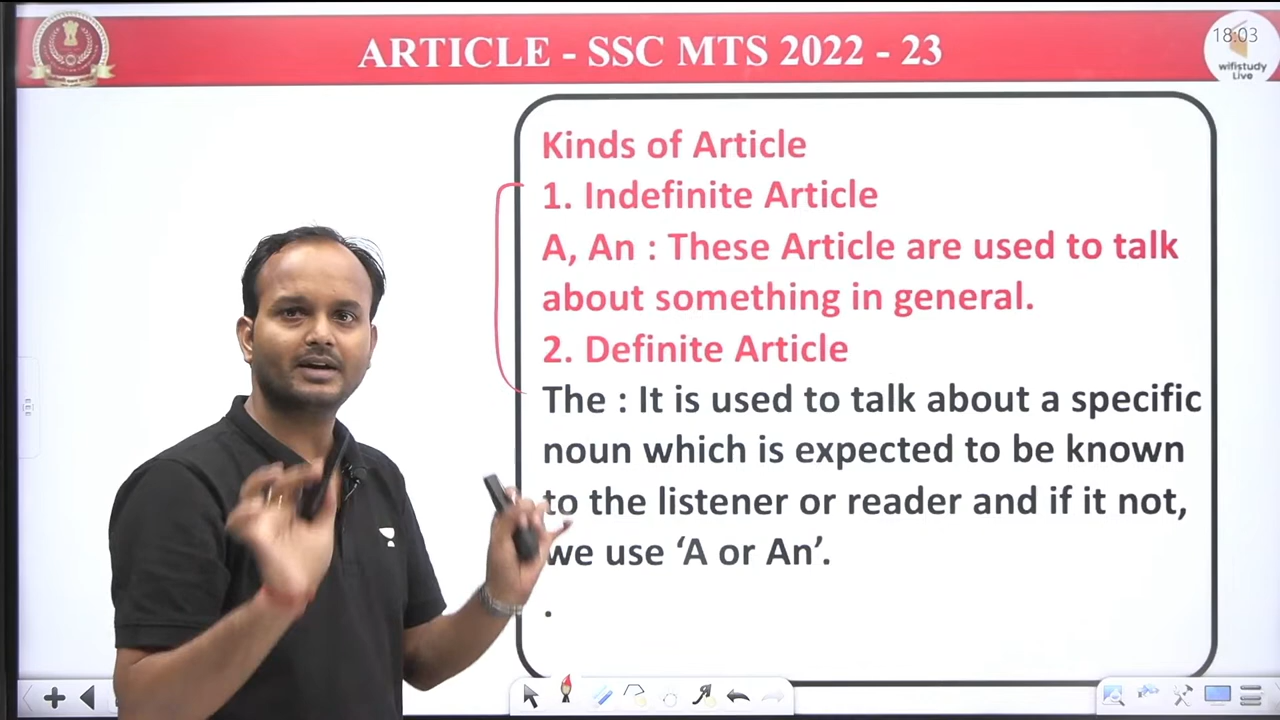 ARTICLE - SSC MTS 2022 - 23
18:03
wifistudy
Live
Kinds of Article
1. Indefinite Article
A, An : These Article are used to talk
about something in general.
2. Definite Article
The : It is used to talk about a specific
noun which is expected to be known
to the listener or reader and if it not,
we use ‘A or An’.
.